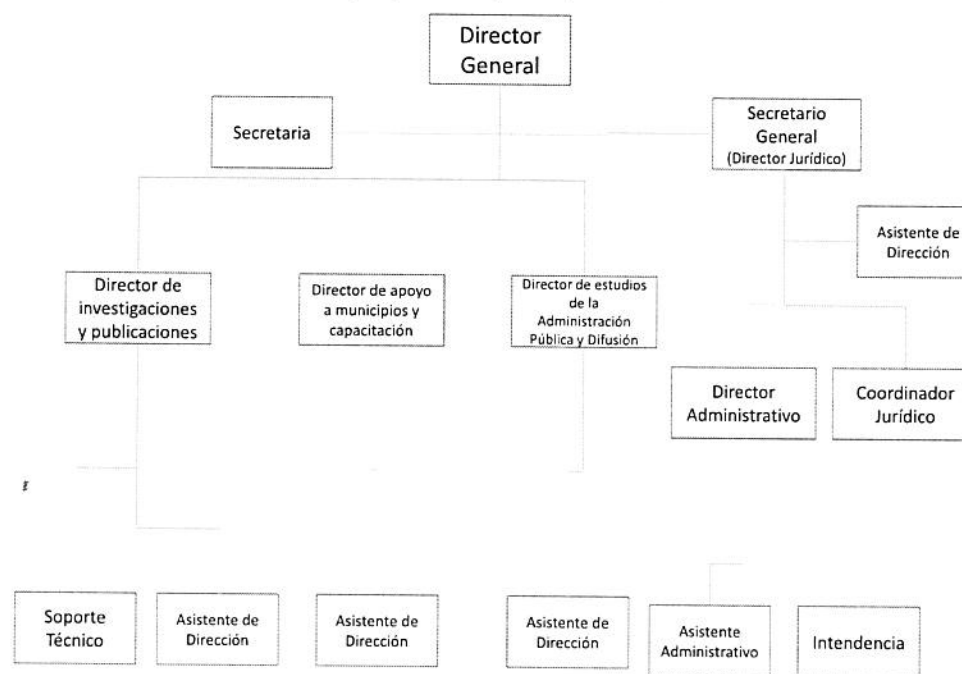 Director
General
Secretaria
Secretario
General
(Director Jurídico)
Asistente de
Dirección
Director de
investigaciones
y publicaciones
Director de apoyo
a municipios y
capacitación
Director de estudios
de la
Administración
Pública y Difusión
Director
Administrativo
Coordinador
Jurídico
Soporte
Técnico
Asistente de
Dirección
Asistente de
Dirección
Asistente de
Dirección
Asistente
Administrativo
Intendencia